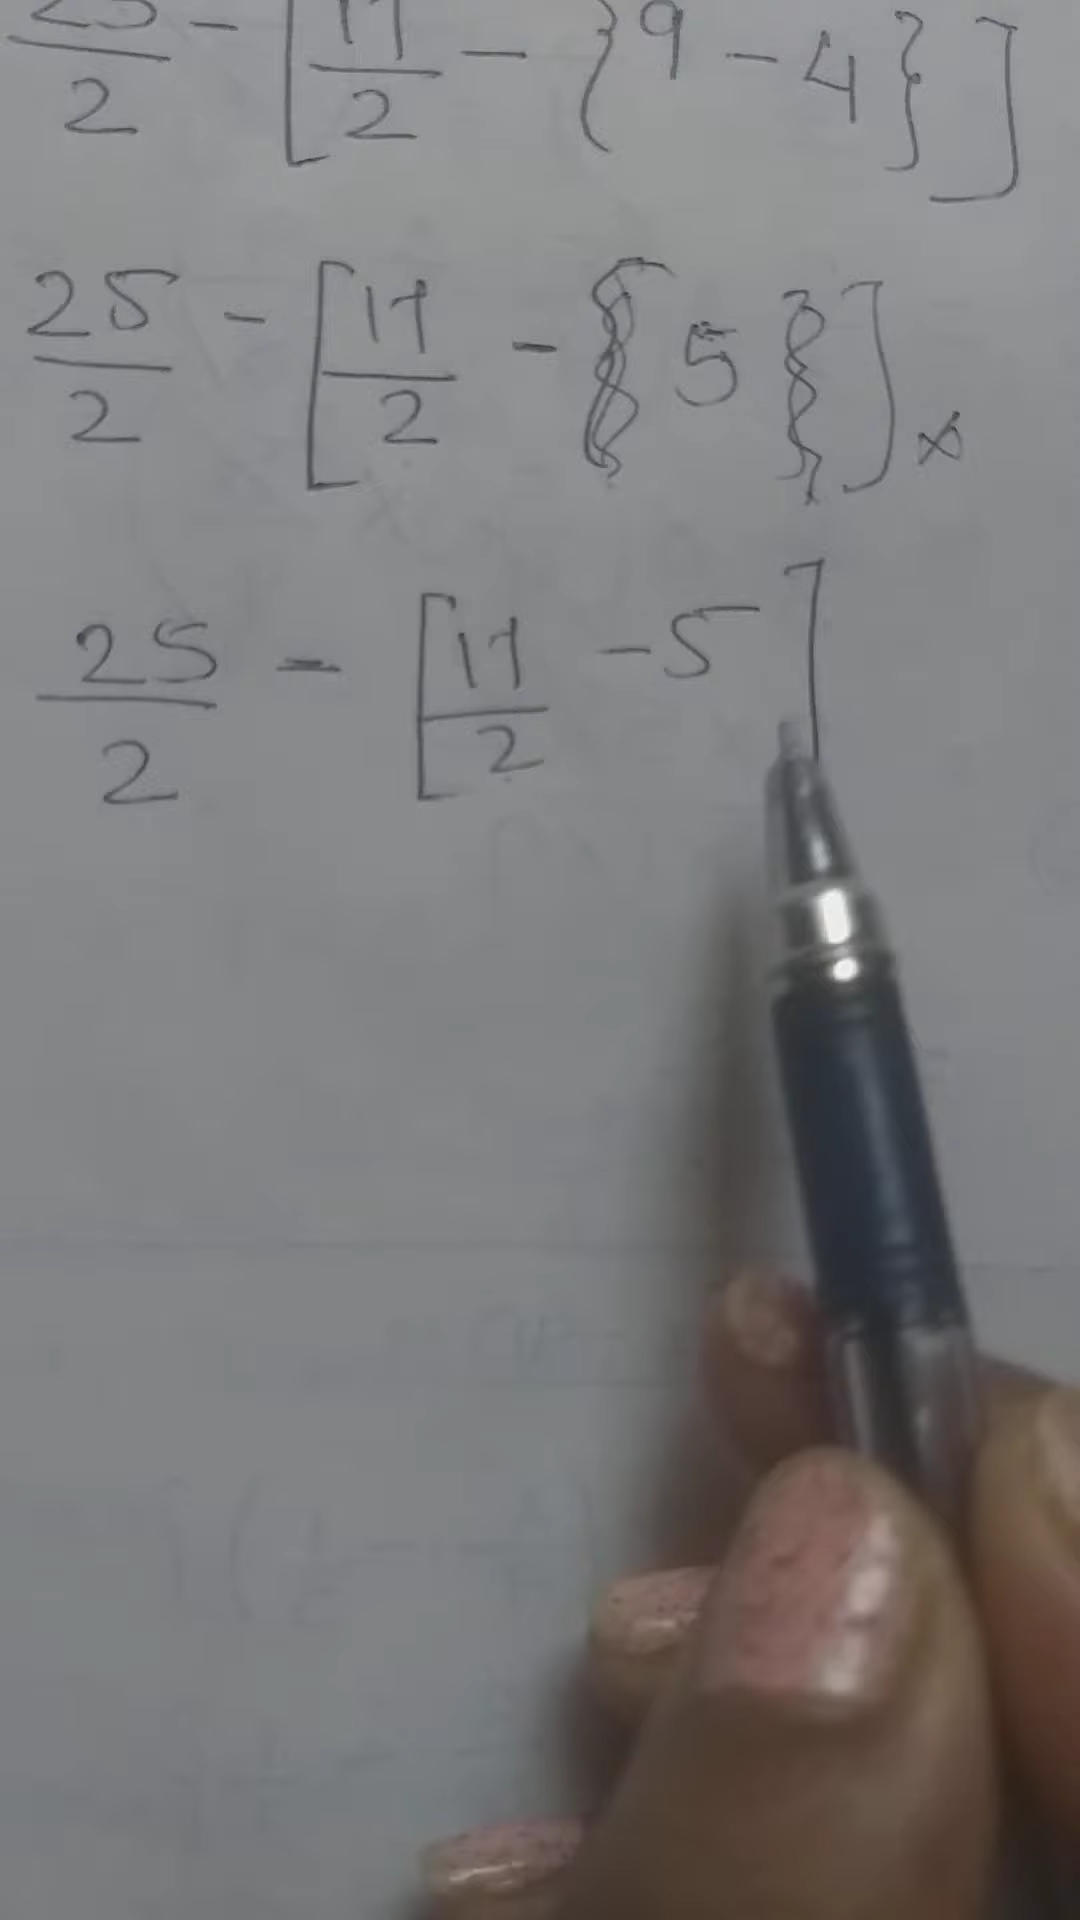 25/2 - [11/2 - {9 - 4}]
25/2 - [11/2 - {5}] x
25/2 - [11/2 - 5]